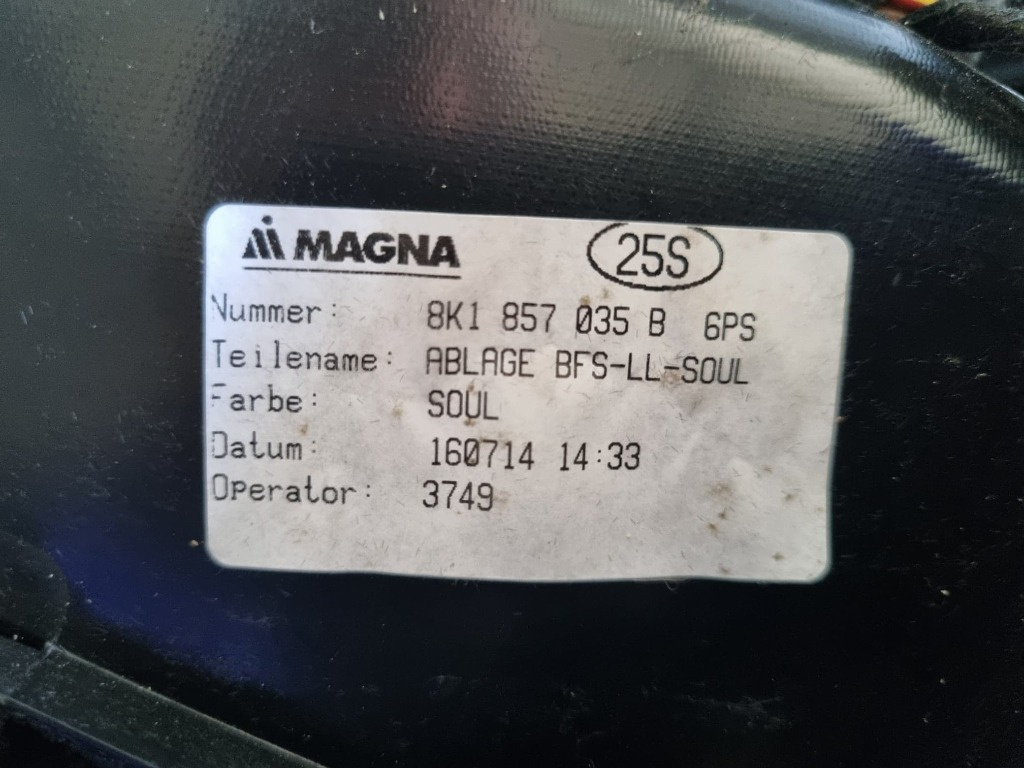 MAGNA 25S
Nummer: 8K1 857 035 B 6PS
Teilename: ABLAGE BFS-LL-SOUL
Farbe: SOUL
Datum: 160714 14:33
Operator: 3749